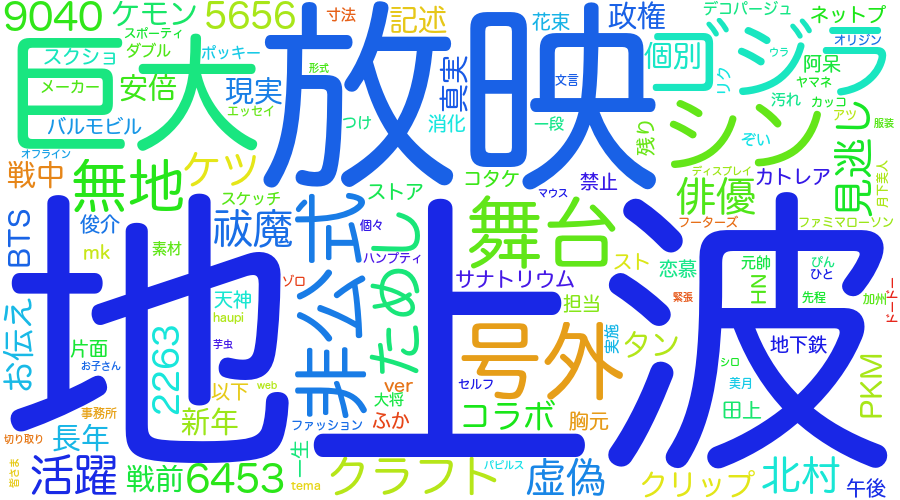 9040
ケモン
5656
寸法
記述
花束
政権
デコパージュ
ネットプ
スポーティ
スクショ
ダブル
ポッキー
巨大
放映
真実
個別
ゴジラ
オリジン
ウラ
リク
阿呆
メーカー
安倍
形式
現実
エッセイ
文言
ヤマネ
汚れ
カッコ
アツ
服装
バルモビル
つけ
消化
一段
残り
シン
ぞい
見逃し
オフライン
戦中
無地
ケツ
スケッチ
ストア
コタケ
マウス
禁止
俳優
ディスプレイ
カトレア
月下美人
BTS
俊介
mk
素材
祓魔
非公式
個々
ためし
ハンプティ
舞台
フーターズ
ファミマローソン
地上波
ゾロ
サナトリウム
スト
恋慕
緊張
元帥
HN
ぴん
ひと
先程
加州
ドードー
お伝え
片面
お子さん
2263
天神
haupi
芋虫
号外
担当
実施
タン
地下鉄
シロ
美月
PKM
以下
web
ver
大将
セルフ
事務所
新年
ファッション
ふか
コラボ
胸元
田上
切り取り
長年
皆さま
活躍
戦前
6453
一生
tema
クラフト
パピルス
虚偽
クリップ
北村
午後